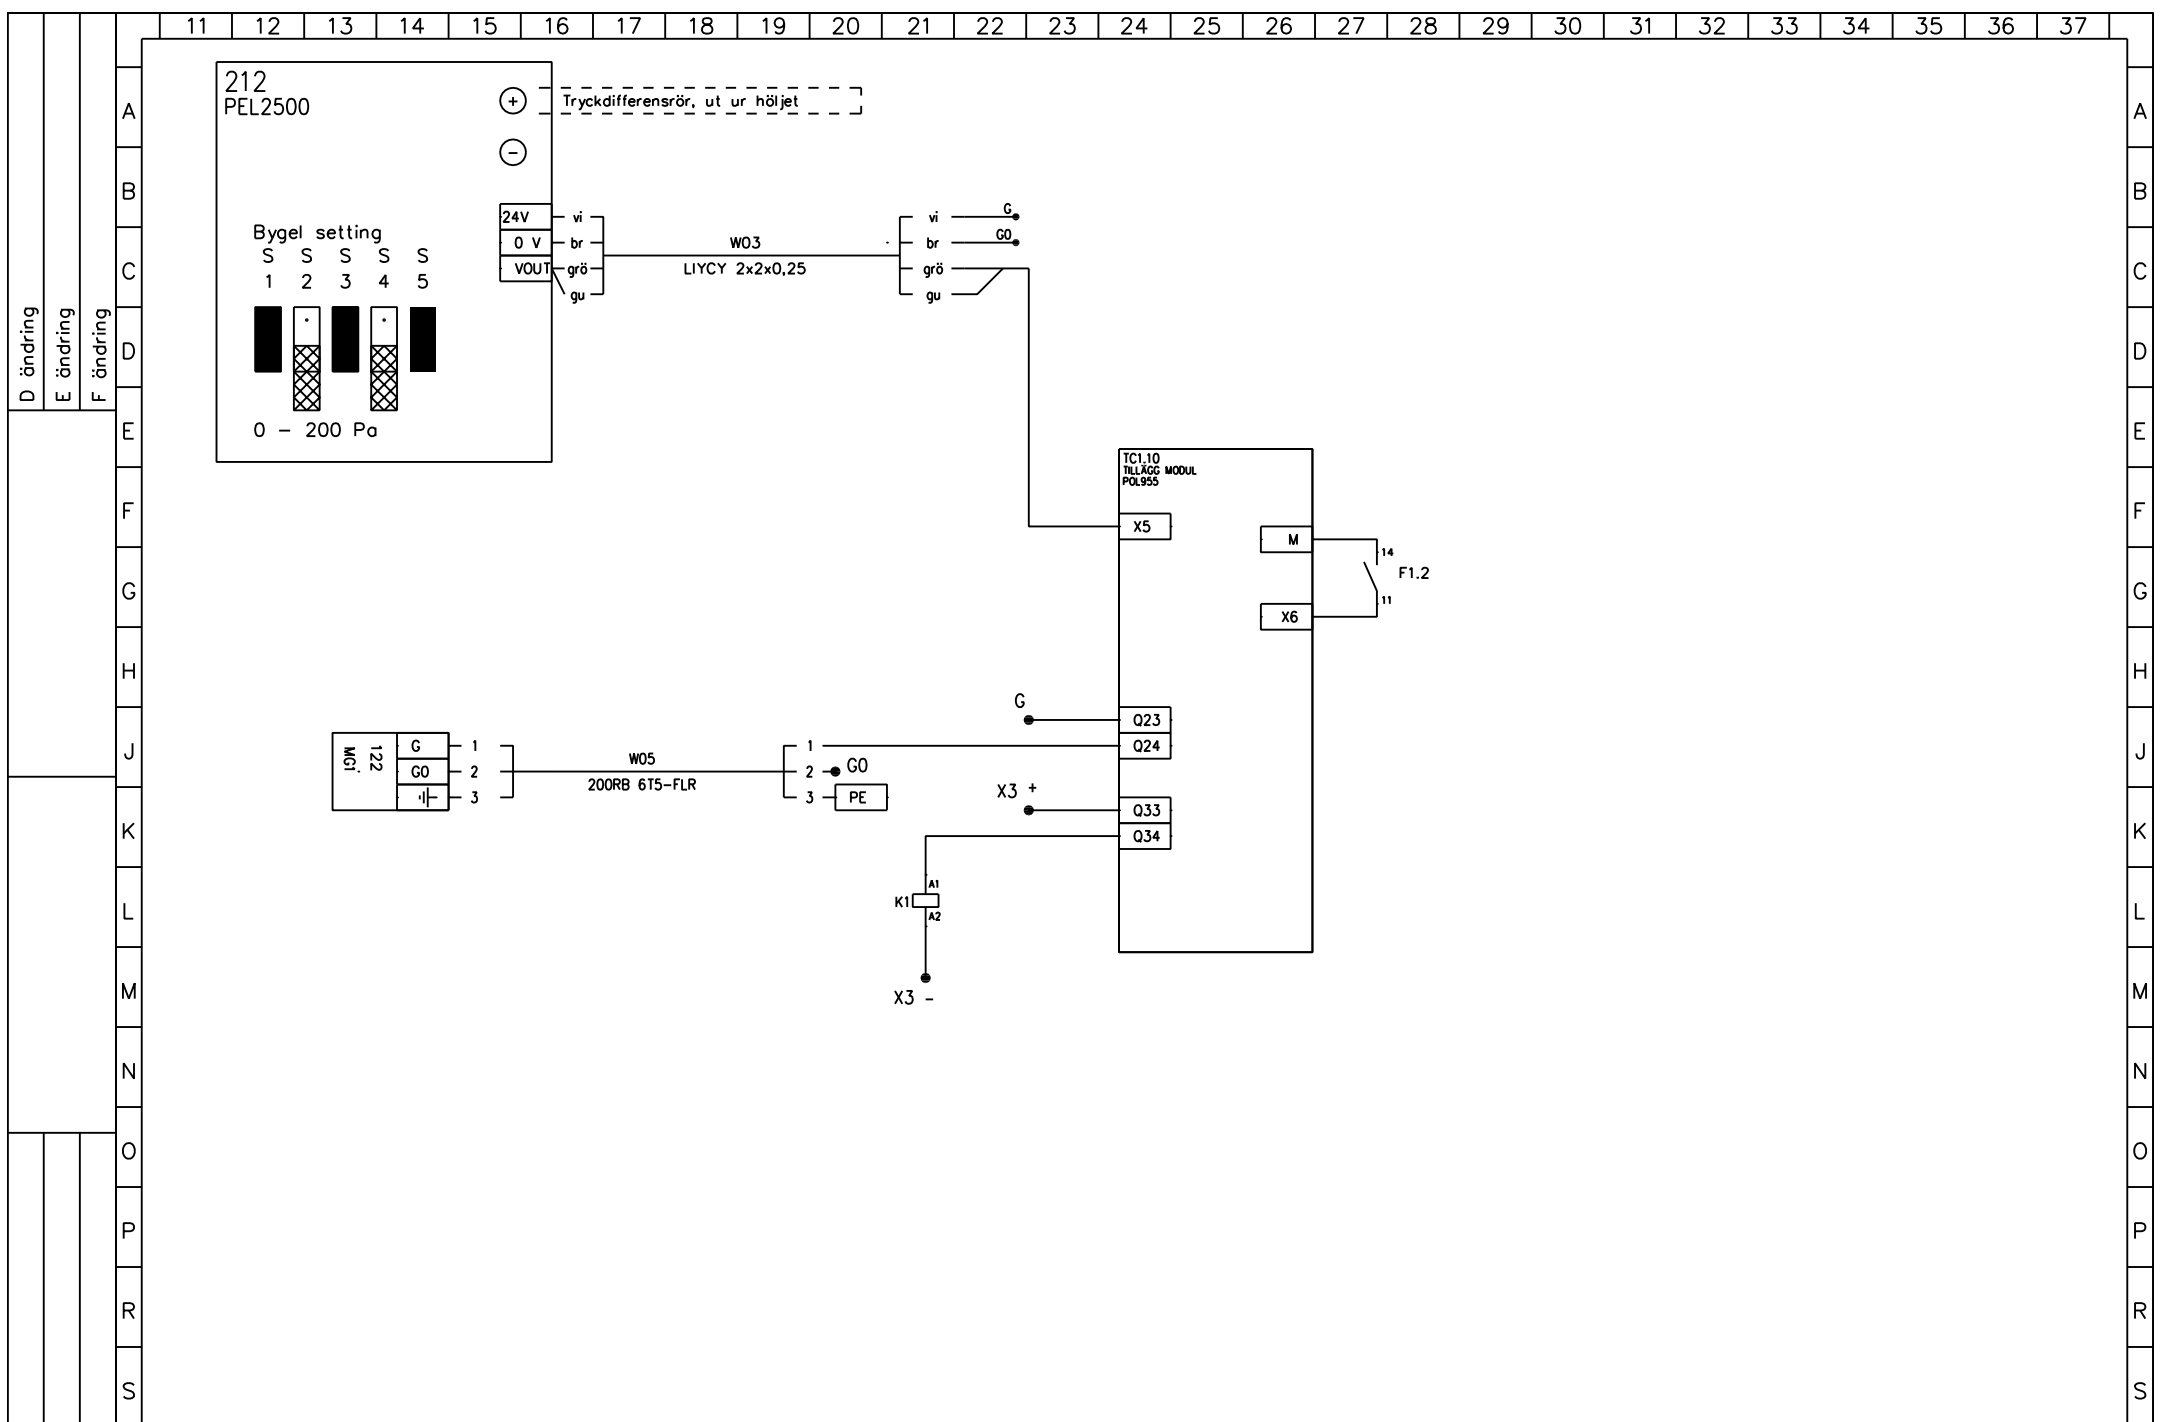 11 12 13 14 15 16 17 18 19 20 21 22 23 24 25 26 27 28 29 30 31 32 33 34 35 36 37
A A
B B
C C
D D
E E
F F
G G
H H
J J
K K
L L
M M
N N
O O
P P
R R
S S
D ändring
E ändring
F ändring
212
PEL2500
+
Tryckdifferensrör, ut ur höljet
-
Bygel setting
S S S S S
1 2 3 4 5
0 - 200 Pa
24V vi
0 V br
VOUT grö
gu
W03
LIYCY 2x2x0,25
vi G
br G0
grö
gu
TC1.10
TILLÄGG MODUL
POL955
X5
M
14
F1.2
11
X6
G
Q23
Q24
122
MG1.
G 1
G0 2
3
W05
200RB 6T5-FLR
1
2 G0
3 PE
X3 +
Q33
Q34
A1
K1
A2
X3 -